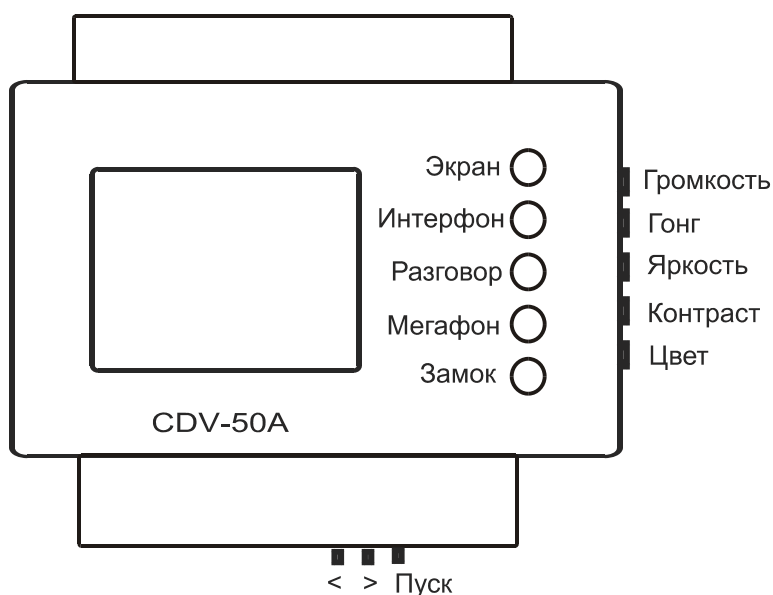 Экран
Интерфон
Разговор
Мегафон
Замок
Громкость
Гонг
Яркость
Контраст
Цвет
CDV-50A
< > Пуск